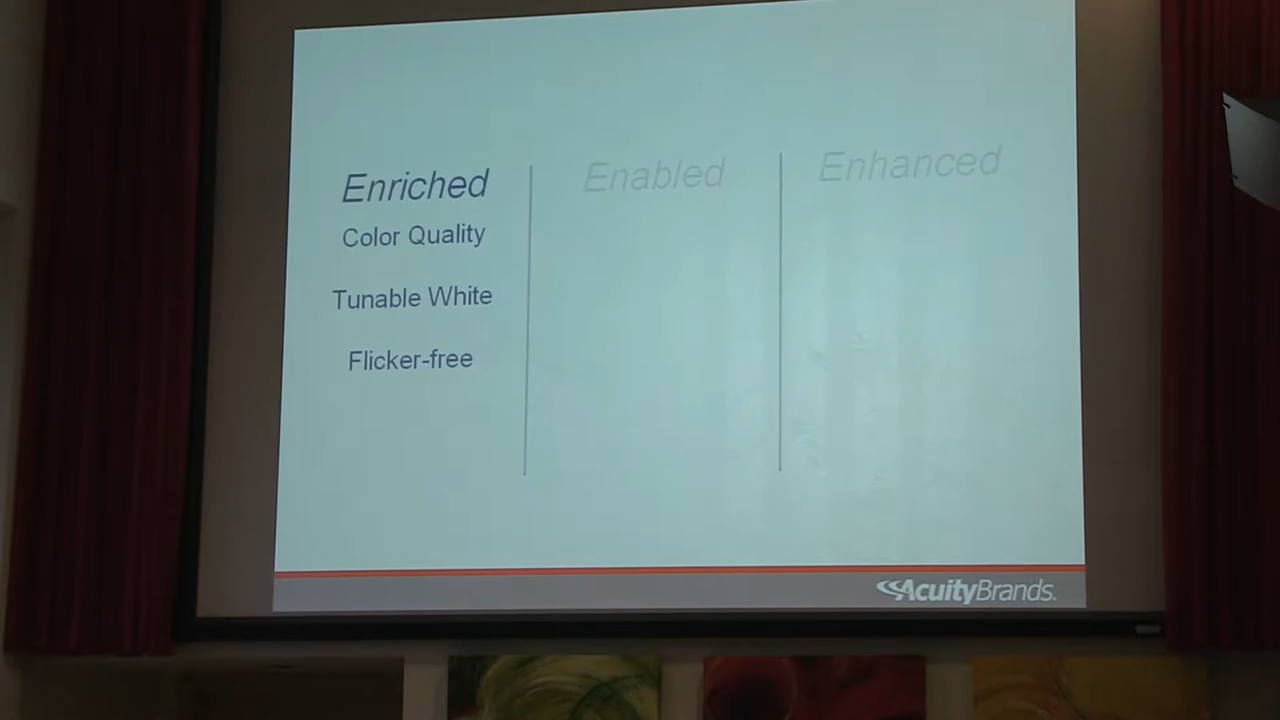 Enriched
Color Quality
Tunable White
Flicker-free
Enabled
Enhanced
AcuityBrands.